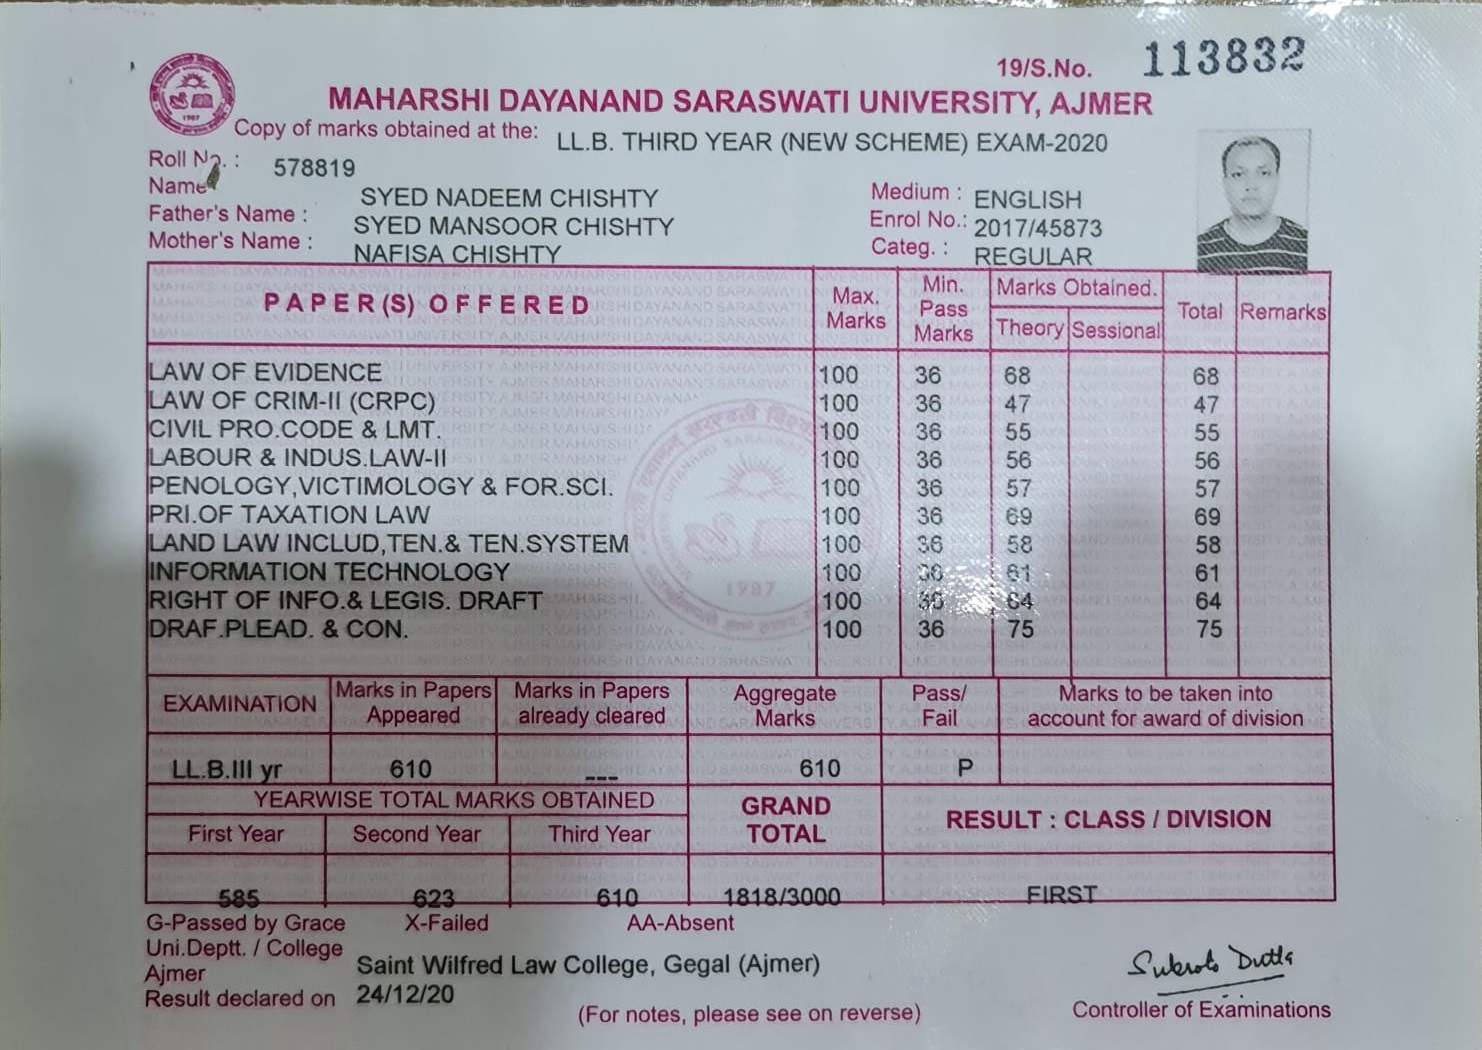 19/S.No. 113832
MAHARSHI DAYANAND SARASWATI UNIVERSITY, AJMER
Copy of marks obtained at the: LL.B. THIRD YEAR (NEW SCHEME) EXAM-2020
Roll No. : 578819
Name SYED NADEEM CHISHTY Medium : ENGLISH
Father's Name : SYED MANSOOR CHISHTY Enrol No.: 2017/45873
Mother's Name : NAFISA CHISHTY Categ. : REGULAR
PAPER(S) OFFERED Max. Marks Min. Pass Marks Marks Obtained. Theory Sessional Total Remarks
LAW OF EVIDENCE 100 36 68 68
LAW OF CRIM-II (CRPC) 100 36 47 47
CIVIL PRO.CODE & LMT. 100 36 55 55
LABOUR & INDUS.LAW-II 100 36 56 56
PENOLOGY,VICTIMOLOGY & FOR.SCI. 100 36 57 57
PRI.OF TAXATION LAW 100 36 69 69
LAND LAW INCLUD,TEN.& TEN.SYSTEM 100 36 58 58
INFORMATION TECHNOLOGY 100 36 61 61
RIGHT OF INFO.& LEGIS. DRAFT 100 36 64 64
DRAF.PLEAD. & CON. 100 36 75 75
1987
EXAMINATION Marks in Papers Appeared Marks in Papers already cleared Aggregate Marks Pass/ Fail Marks to be taken into account for award of division
LL.B.III yr 610 --- 610 P
YEARWISE TOTAL MARKS OBTAINED GRAND TOTAL RESULT : CLASS / DIVISION
First Year Second Year Third Year
585 623 610 1818/3000 FIRST
G-Passed by Grace X-Failed AA-Absent
Uni.Deptt. / College Saint Wilfred Law College, Gegal (Ajmer)
Ajmer
Result declared on 24/12/20
(For notes, please see on reverse)
Sukroto Dutta
Controller of Examinations